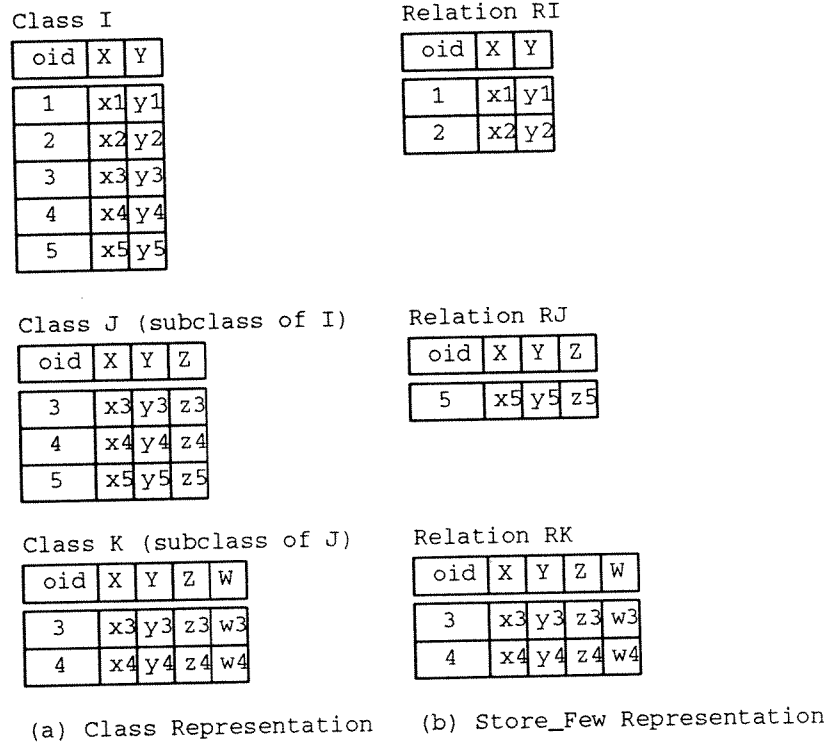 Class I
oid X Y
1 x1 y1
2 x2 y2
3 x3 y3
4 x4 y4
5 x5 y5
Class J (subclass of I)
oid X Y Z
3 x3 y3 z3
4 x4 y4 z4
5 x5 y5 z5
Class K (subclass of J)
oid X Y Z W
3 x3 y3 z3 w3
4 x4 y4 z4 w4
(a) Class Representation
Relation RI
oid X Y
1 x1 y1
2 x2 y2
Relation RJ
oid X Y Z
5 x5 y5 z5
Relation RK
oid X Y Z W
3 x3 y3 z3 w3
4 x4 y4 z4 w4
(b) Store_Few Representation